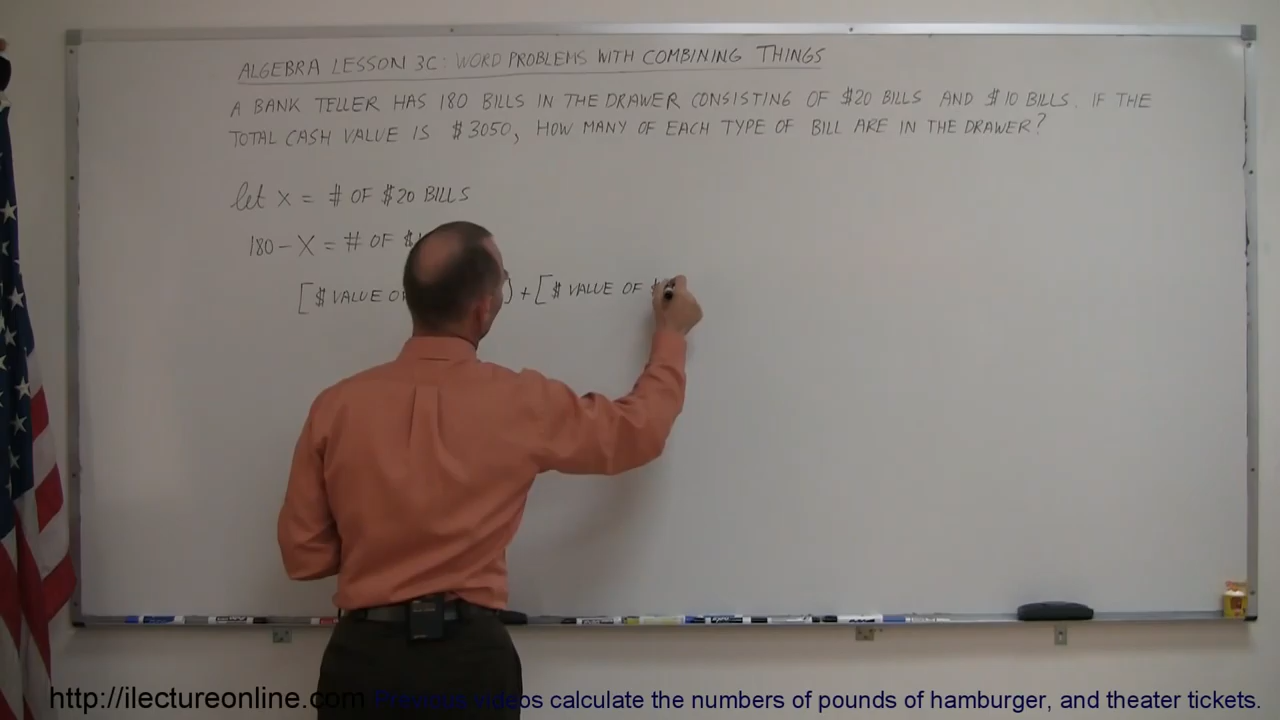 ALGEBRA LESSON 3C: WORD PROBLEMS WITH COMBINING THINGS
A BANK TELLER HAS 180 BILLS IN THE DRAWER CONSISTING OF $20 BILLS AND $10 BILLS. IF THE
TOTAL CASH VALUE IS $3050, HOW MANY OF EACH TYPE OF BILL ARE IN THE DRAWER?
let X = # OF $20 BILLS
180 - X = # OF
[$ VALUE ] + [$ VALUE OF
http://ilectureonline.com Previous videos calculate the numbers of pounds of hamburger, and theater tickets.